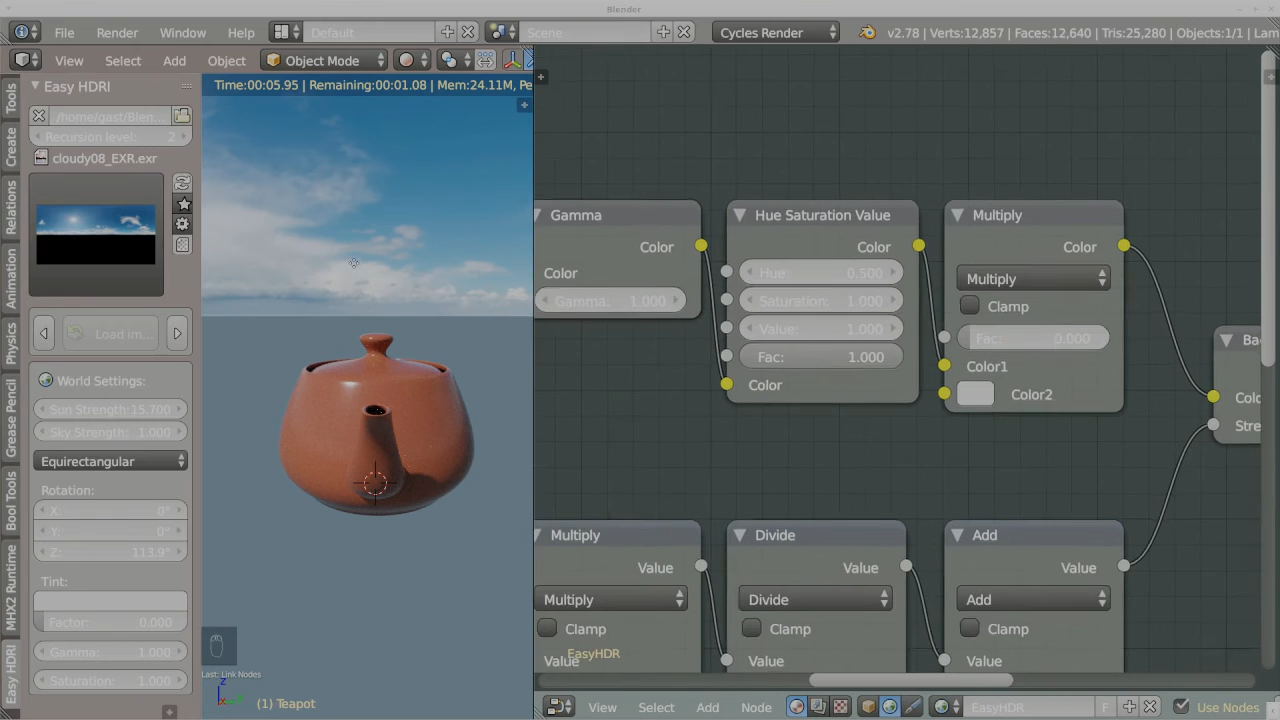 Blender
File Render Window Help Default Scene Cycles Render v2.78 | Verts:12,857 | Faces:12,640 | Tris:25,280 | Objects:1/1 | Lam
View Select Add Object Object Mode
Time:00:05.95 | Remaining:00:01.08 | Mem:24.11M, Pe
Tools
Create
Relations
Animation
Physics
Grease Pencil
Bool Tools
MHX2 Runtime
Easy HDRI
Easy HDRI
/home/gast/Blen...
Recursion level: 2
cloudy08_EXR.exr
Load im...
World Settings:
Sun Strength:15.700
Sky Strength: 1.000
Equirectangular
Rotation:
X: 0°
Y: 0°
Z: 113.9°
Tint:
Factor: 0.000
Gamma: 1.000
Saturation: 1.000
Last: Link Nodes
(1) Teapot
Gamma
Color
Color
Gamma: 1.000
Hue Saturation Value
Color
Hue: 0.500
Saturation: 1.000
Value: 1.000
Fac: 1.000
Color
Multiply
Color
Multiply
Clamp
Fac: 0.000
Color1
Color2
Ba
Colo
Stre
Multiply
Value
Multiply
Clamp
Value
EasyHDR
Divide
Value
Divide
Clamp
Value
Add
Value
Add
Clamp
Value
View Select Add Node EasyHDR F Use Nodes